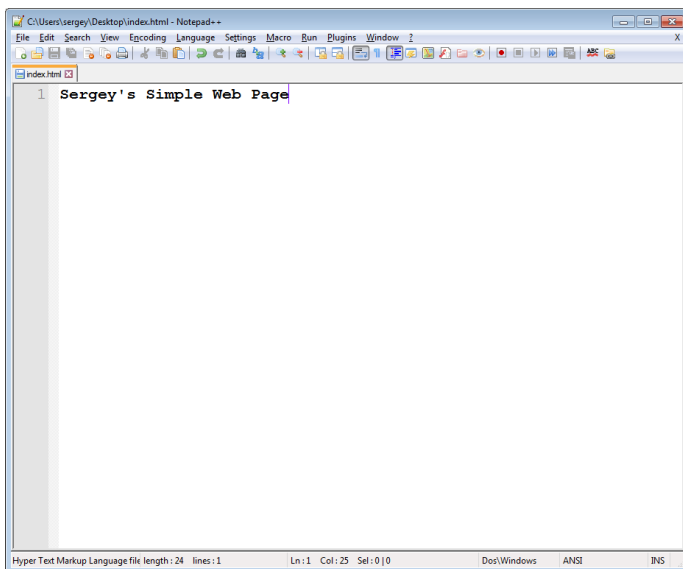 C:\Users\sergey\Desktop\index.html - Notepad++
File Edit Search View Encoding Language Settings Macro Run Plugins Window ? X
ABC
index.html
1 Sergey's Simple Web Page
Hyper Text Markup Language file length : 24 lines : 1 Ln : 1 Col : 25 Sel : 0 | 0 Dos\Windows ANSI INS